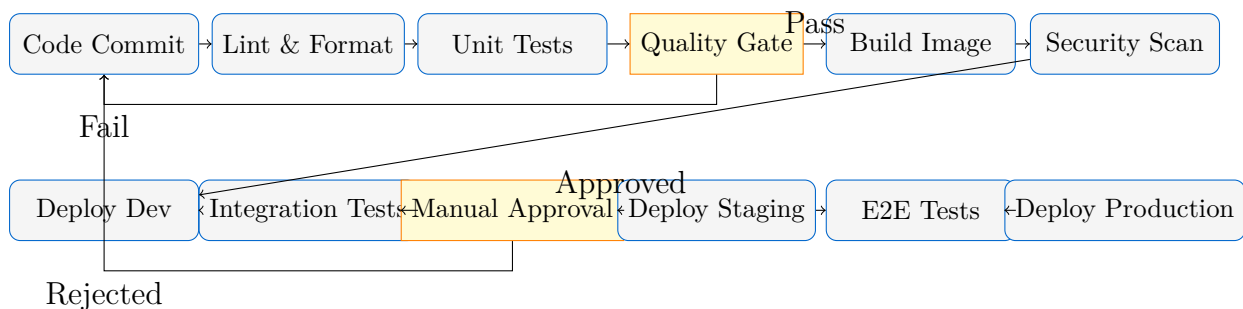 Code Commit
Lint & Format
Unit Tests
Quality Gate
Pass
Build Image
Security Scan
Fail
Deploy Dev
Integration Tests
Manual Approval
Approved
Deploy Staging
E2E Tests
Deploy Production
Rejected